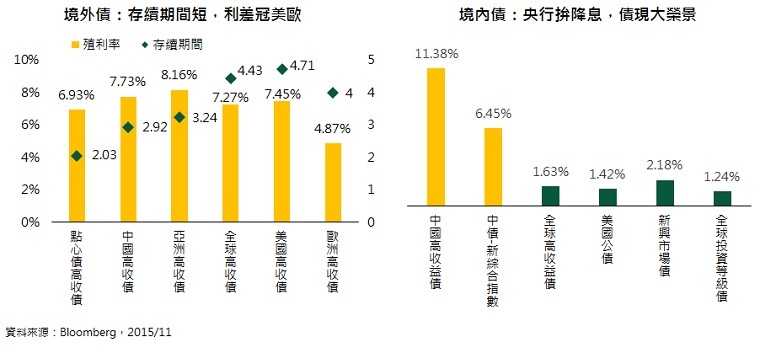 境外債：存續期間短，利差冠美歐
殖利率 存續期間
10%
8%
6%
4%
2%
0%
5
4
3
2
1
0
6.93%
7.73%
8.16%
7.27%
7.45%
4.87%
2.03
2.92
3.24
4.43
4.71
4
點心債高收債
中國高收債
亞洲高收債
全球高收債
美國高收債
歐洲高收債
境內債：央行拚降息，債現大榮景
11.38%
6.45%
1.63%
1.42%
2.18%
1.24%
中國高收益債
中債-新綜合指數
全球高收益債
美國公債
新興市場債
全球投資等級債
資料來源：Bloomberg，2015/11